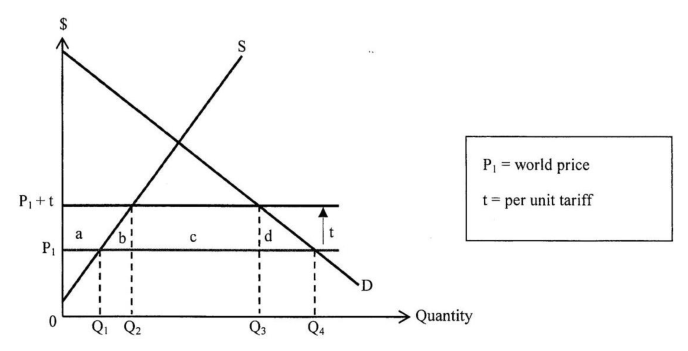 $
S
P₁ + t
P₁
a
b
c
d
t
D
0
Q₁
Q₂
Q₃
Q₄
Quantity
P₁ = world price
t = per unit tariff